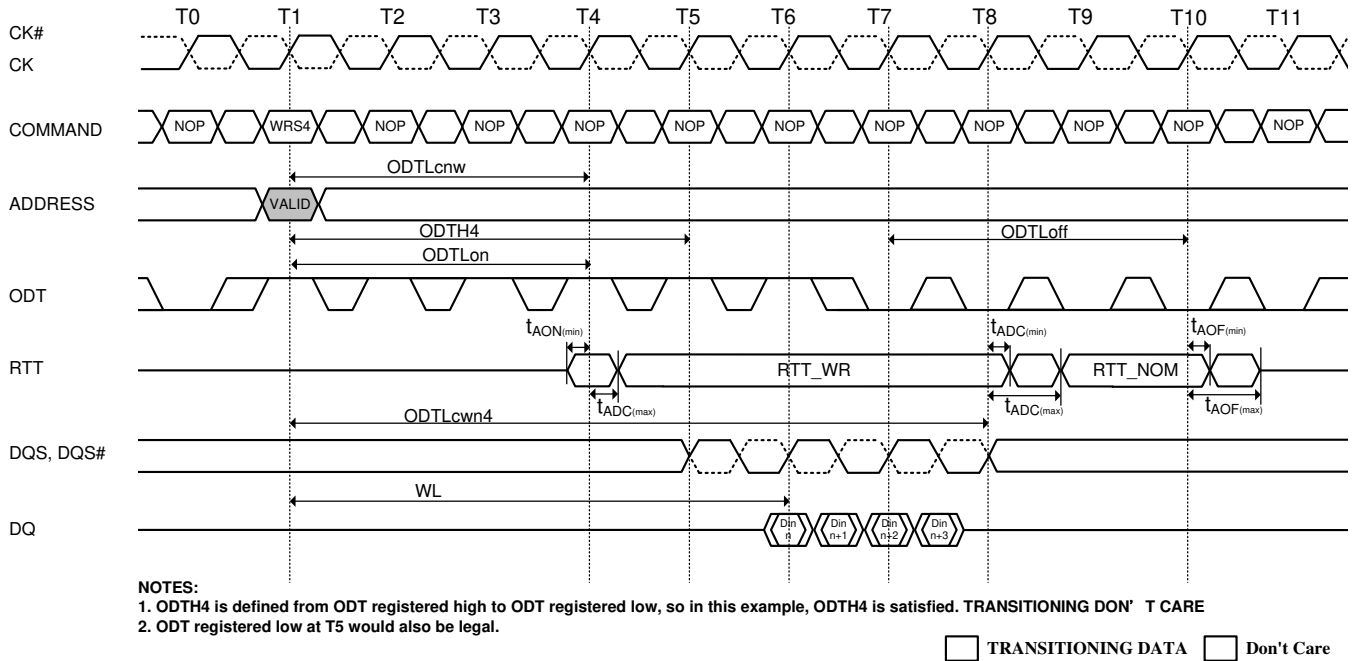 T0 T1 T2 T3 T4 T5 T6 T7 T8 T9 T10 T11
CK#
CK
COMMAND NOP WRS4 NOP NOP NOP NOP NOP NOP NOP NOP NOP NOP
ODTLcnw
ADDRESS VALID
ODTH4 ODTLoff
ODTLon
ODT
tAON(min) tADC(min) tAOF(min)
RTT RTT_WR RTT_NOM
tADC(max) tADC(max) tAOF(max)
ODTLcwn4
DQS, DQS#
WL
DQ Din n Din n+1 Din n+2 Din n+3
NOTES:
1. ODTH4 is defined from ODT registered high to ODT registered low, so in this example, ODTH4 is satisfied. TRANSITIONING DON' T CARE
2. ODT registered low at T5 would also be legal.
TRANSITIONING DATA Don't Care